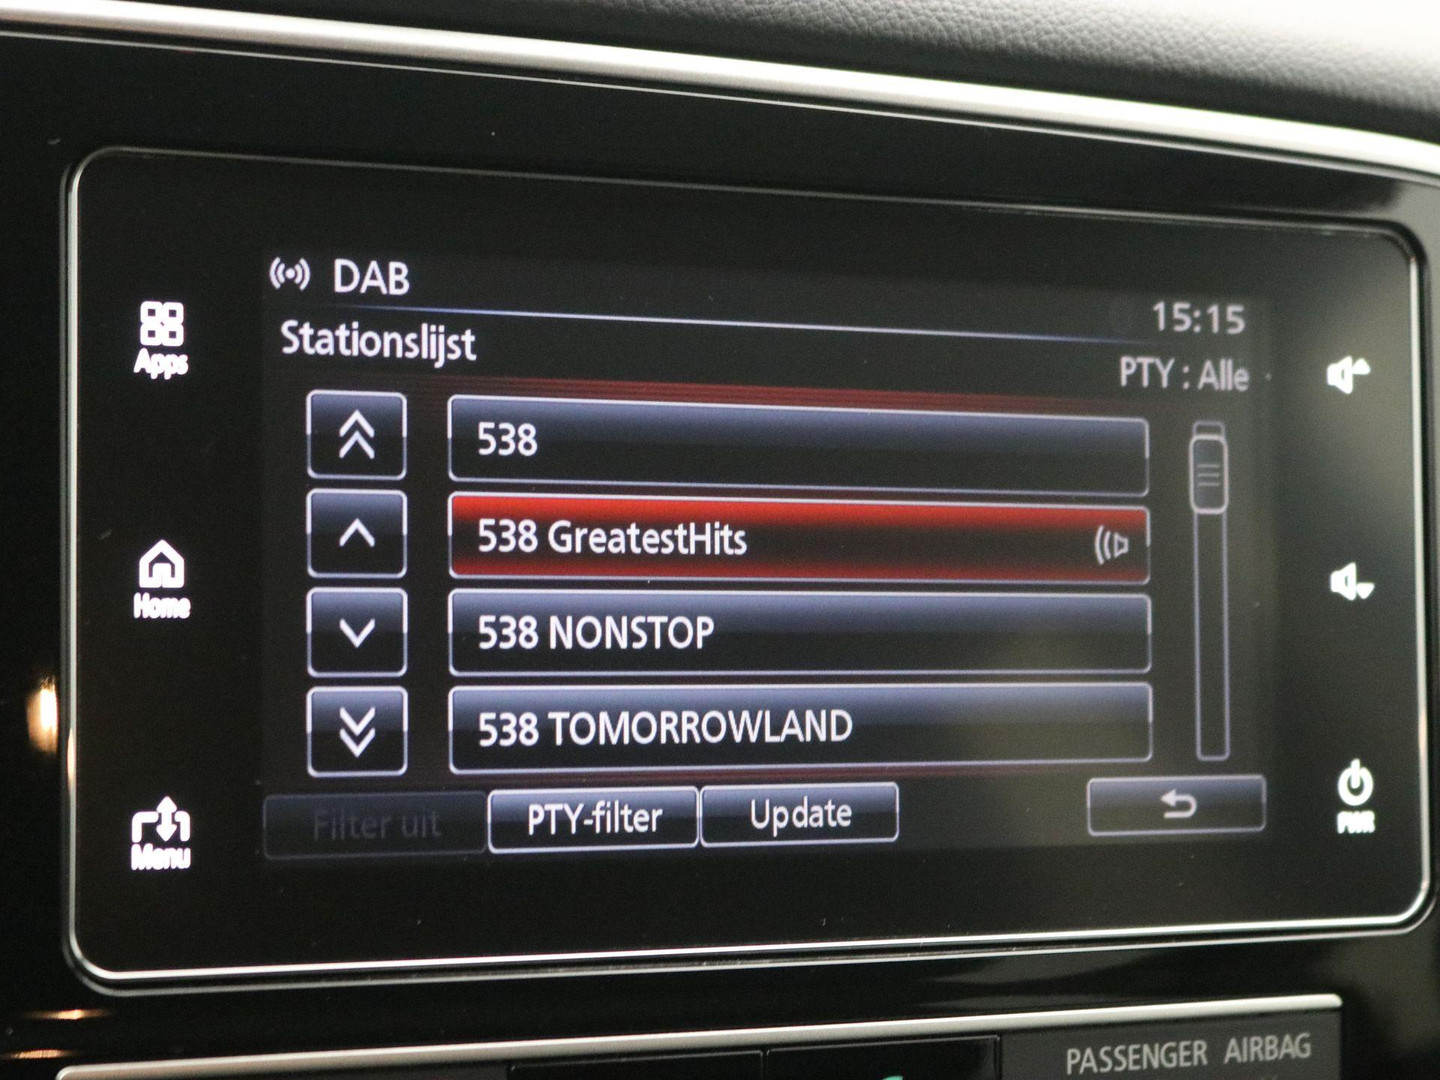 DAB
15:15
Stationslijst
PTY : Alle
Apps
538
538 GreatestHits
Home
538 NONSTOP
538 TOMORROWLAND
Filter uit
PTY-filter
Update
Menu
PWR
PASSENGER AIRBAG